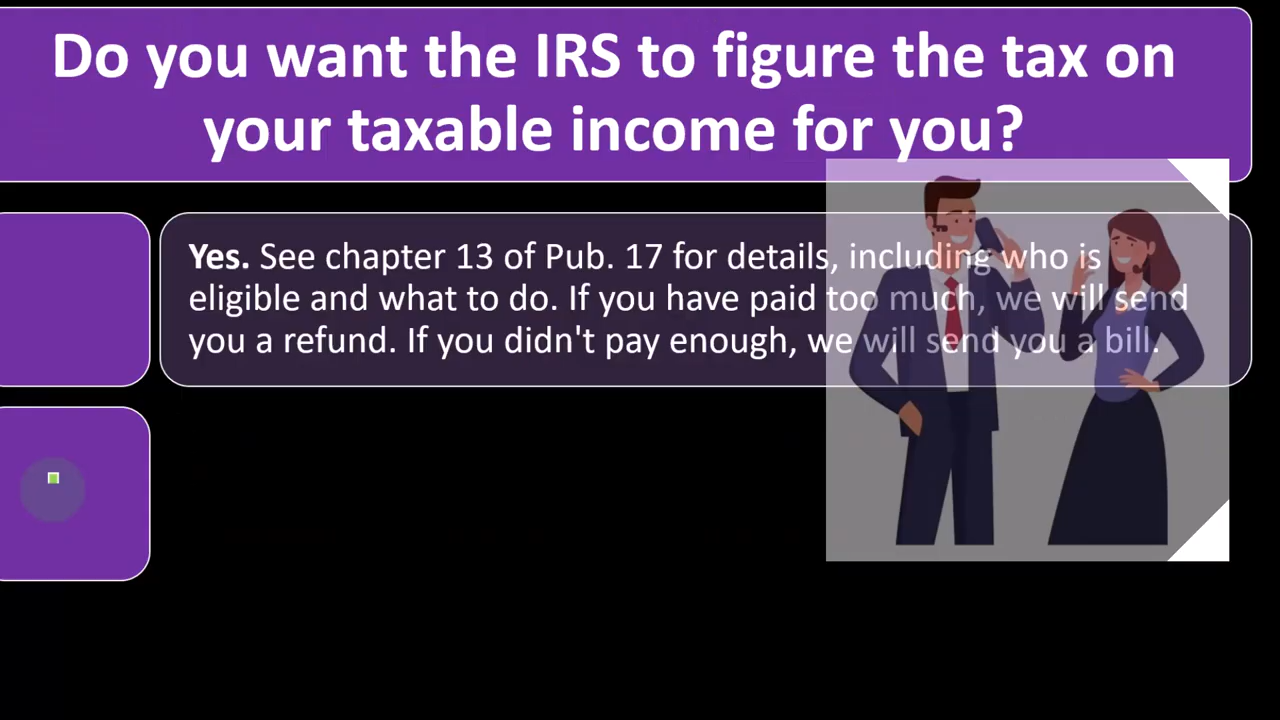 Do you want the IRS to figure the tax on
your taxable income for you?
Yes. See chapter 13 of Pub. 17 for details, including who is
eligible and what to do. If you have paid too much, we will send
you a refund. If you didn't pay enough, we will send you a bill.